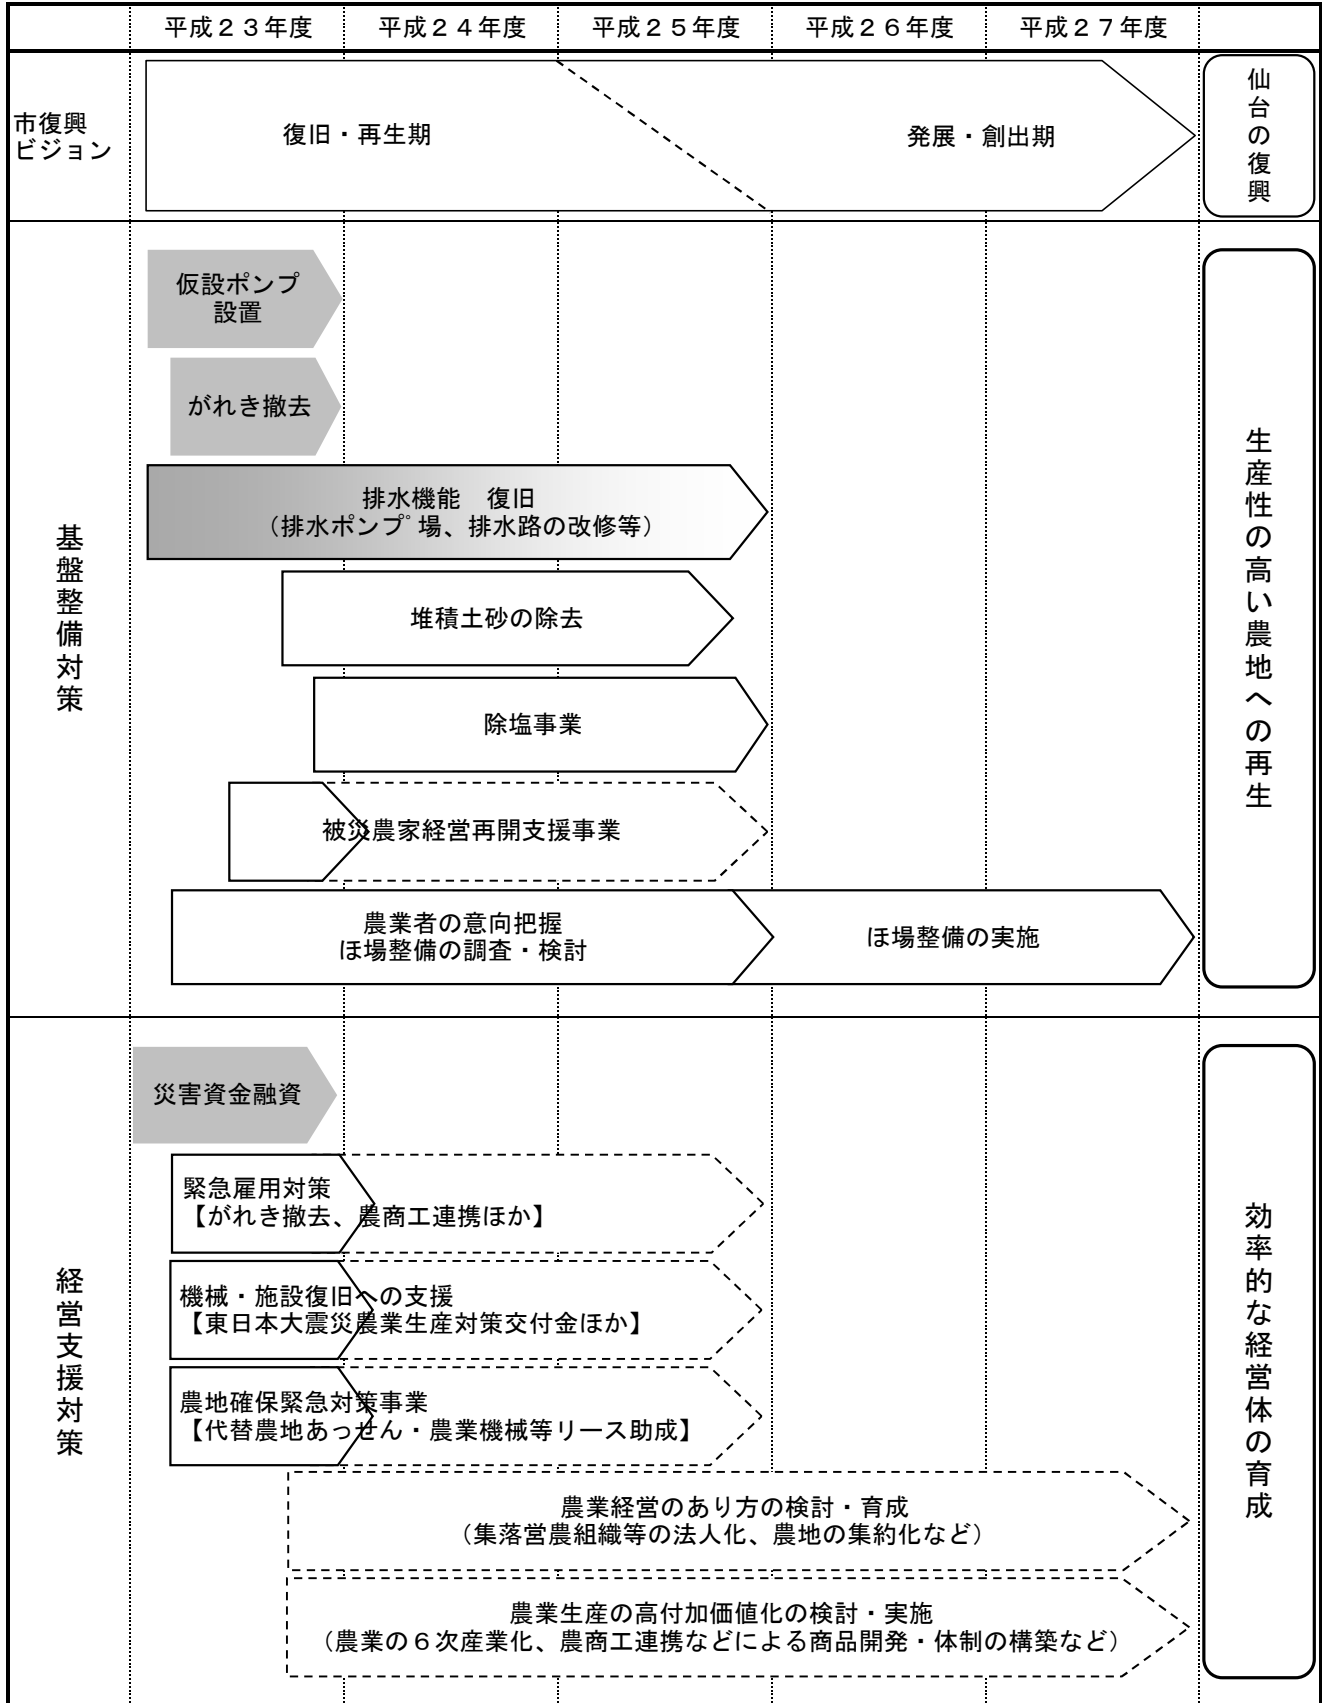 平成２３年度　平成２４年度　平成２５年度　平成２６年度　平成２７年度
市復興
ビジョン
復旧・再生期
発展・創出期
仙台の復興
基盤整備対策
仮設ポンプ
設置
がれき撤去
排水機能　復旧
（排水ポンプ場、排水路の改修等）
堆積土砂の除去
除塩事業
被災農家経営再開支援事業
農業者の意向把握
ほ場整備の調査・検討
ほ場整備の実施
生産性の高い農地への再生
経営支援対策
災害資金融資
緊急雇用対策
【がれき撤去、農商工連携ほか】
機械・施設復旧への支援
【東日本大震災農業生産対策交付金ほか】
農地確保緊急対策事業
【代替農地あっせん・農業機械等リース助成】
農業経営のあり方の検討・育成
（集落営農組織等の法人化、農地の集約化など）
農業生産の高付加価値化の検討・実施
（農業の６次産業化、農商工連携などによる商品開発・体制の構築など）
効率的な経営体の育成